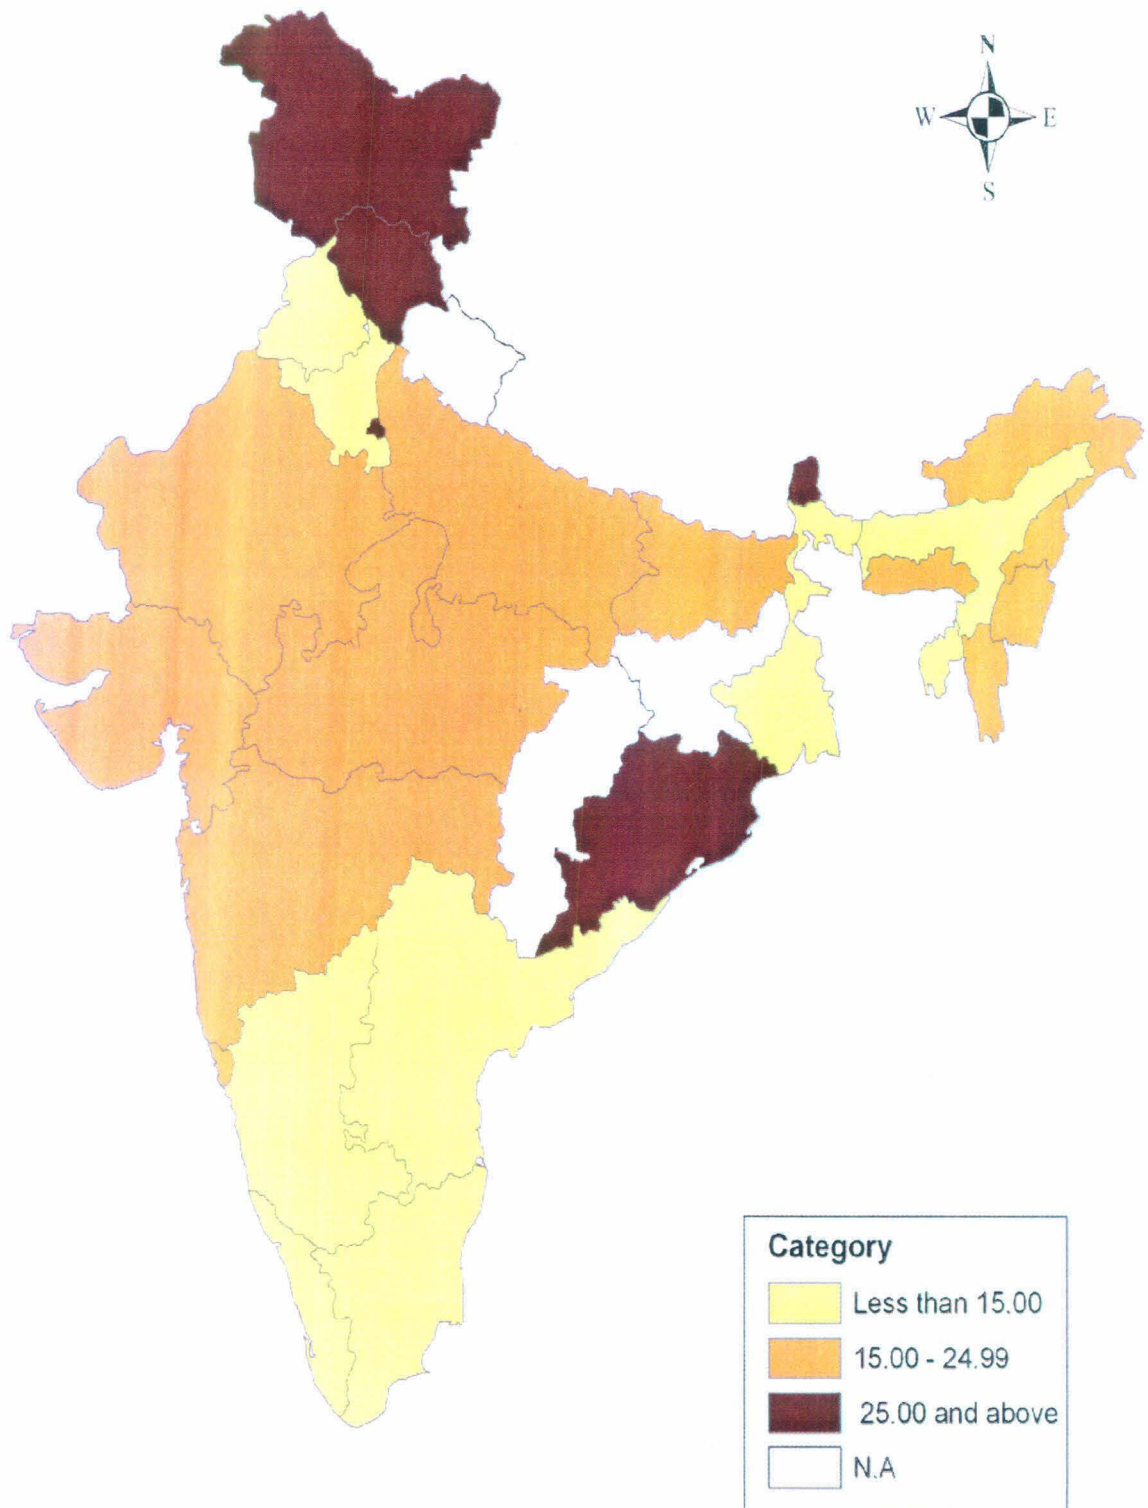 N
W E
S
Category
Less than 15.00
15.00 - 24.99
25.00 and above
N.A